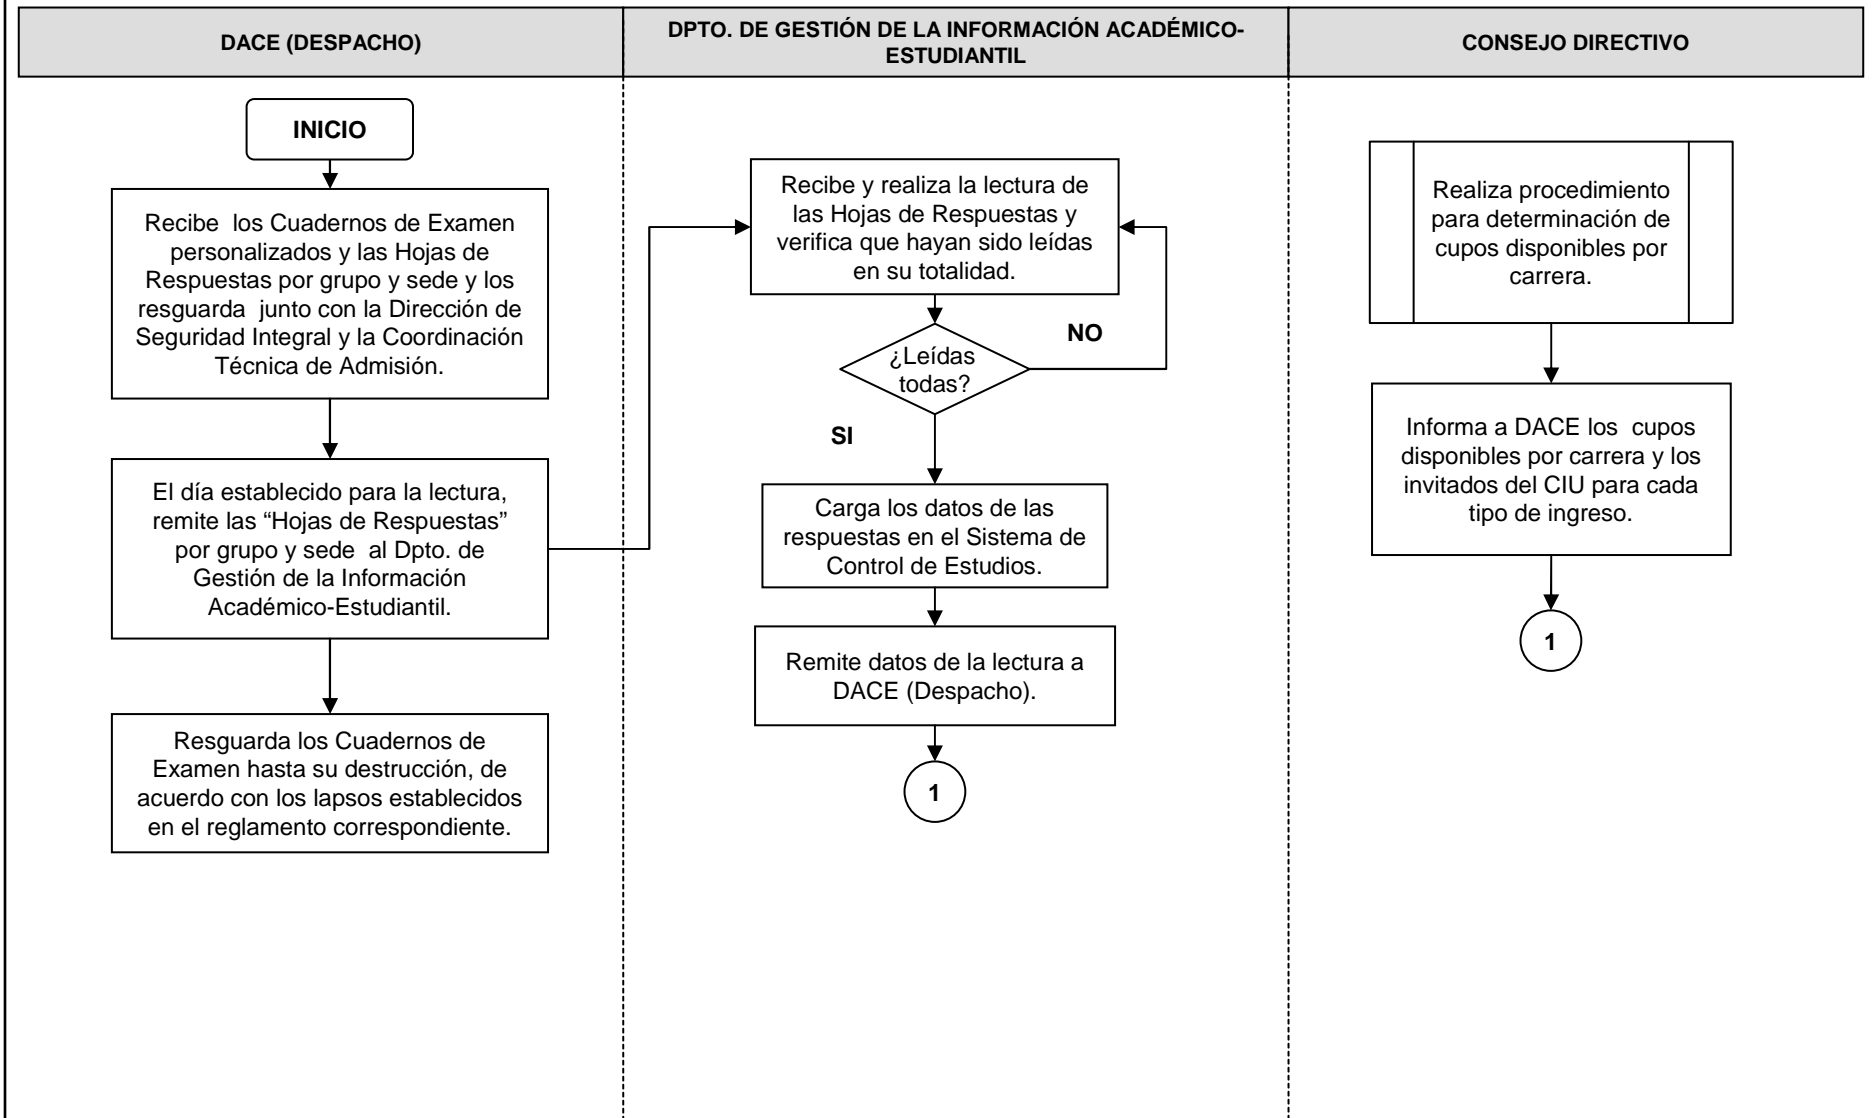 DACE (DESPACHO)
DPTO. DE GESTIÓN DE LA INFORMACIÓN ACADÉMICO-
ESTUDIANTIL
CONSEJO DIRECTIVO
INICIO
Recibe los Cuadernos de Examen
personalizados y las Hojas de
Respuestas por grupo y sede y los
resguarda junto con la Dirección de
Seguridad Integral y la Coordinación
Técnica de Admisión.
El día establecido para la lectura,
remite las “Hojas de Respuestas”
por grupo y sede al Dpto. de
Gestión de la Información
Académico-Estudiantil.
Resguarda los Cuadernos de
Examen hasta su destrucción, de
acuerdo con los lapsos establecidos
en el reglamento correspondiente.
Recibe y realiza la lectura de
las Hojas de Respuestas y
verifica que hayan sido leídas
en su totalidad.
NO
¿Leídas
todas?
SI
Carga los datos de las
respuestas en el Sistema de
Control de Estudios.
Remite datos de la lectura a
DACE (Despacho).
1
Realiza procedimiento
para determinación de
cupos disponibles por
carrera.
Informa a DACE los cupos
disponibles por carrera y los
invitados del CIU para cada
tipo de ingreso.
1